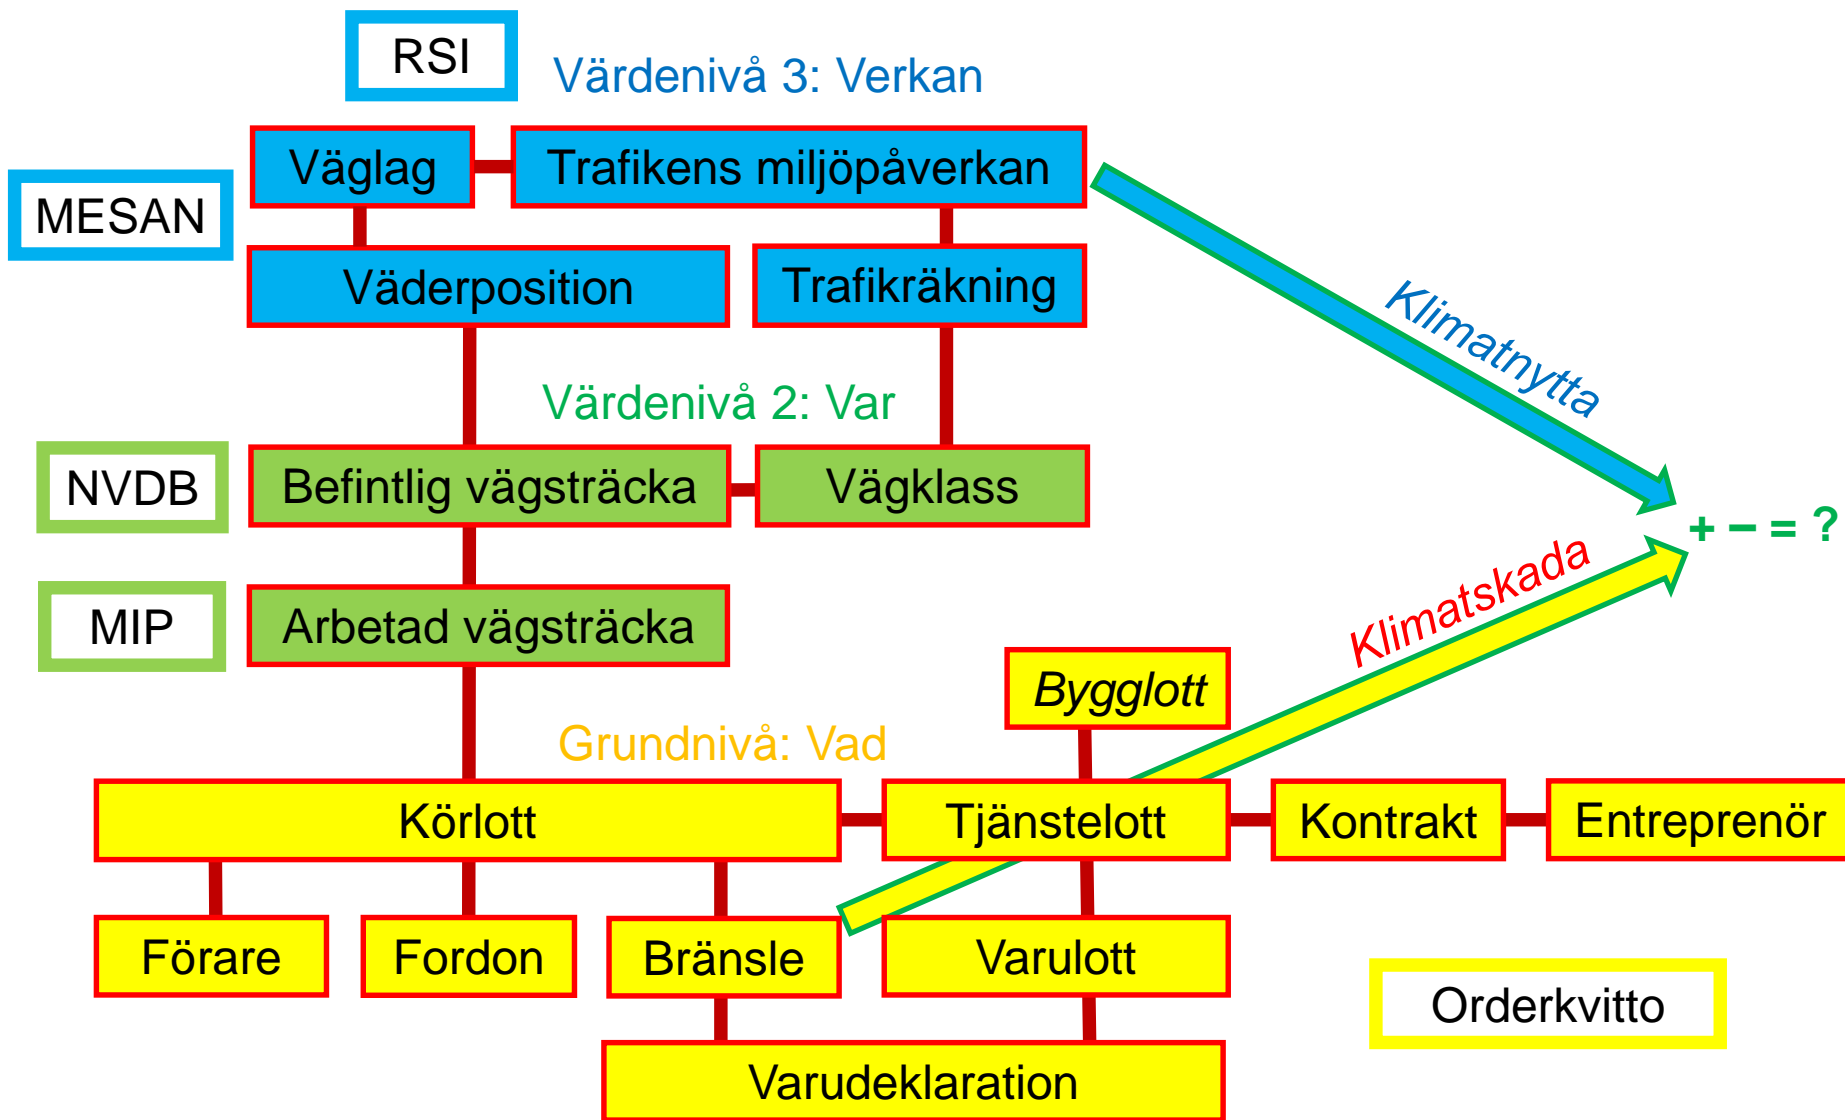 RSI
Värdenivå 3: Verkan
Väglag
Trafikens miljöpåverkan
MESAN
Väderposition
Trafikräkning
Klimatnytta
Värdenivå 2: Var
NVDB
Befintlig vägsträcka
Vägklass
+ – = ?
MIP
Arbetad vägsträcka
Klimatskada
Bygglott
Grundnivå: Vad
Körlott
Tjänstelott
Kontrakt
Entreprenör
Förare
Fordon
Bränsle
Varulott
Orderkvitto
Varudeklaration